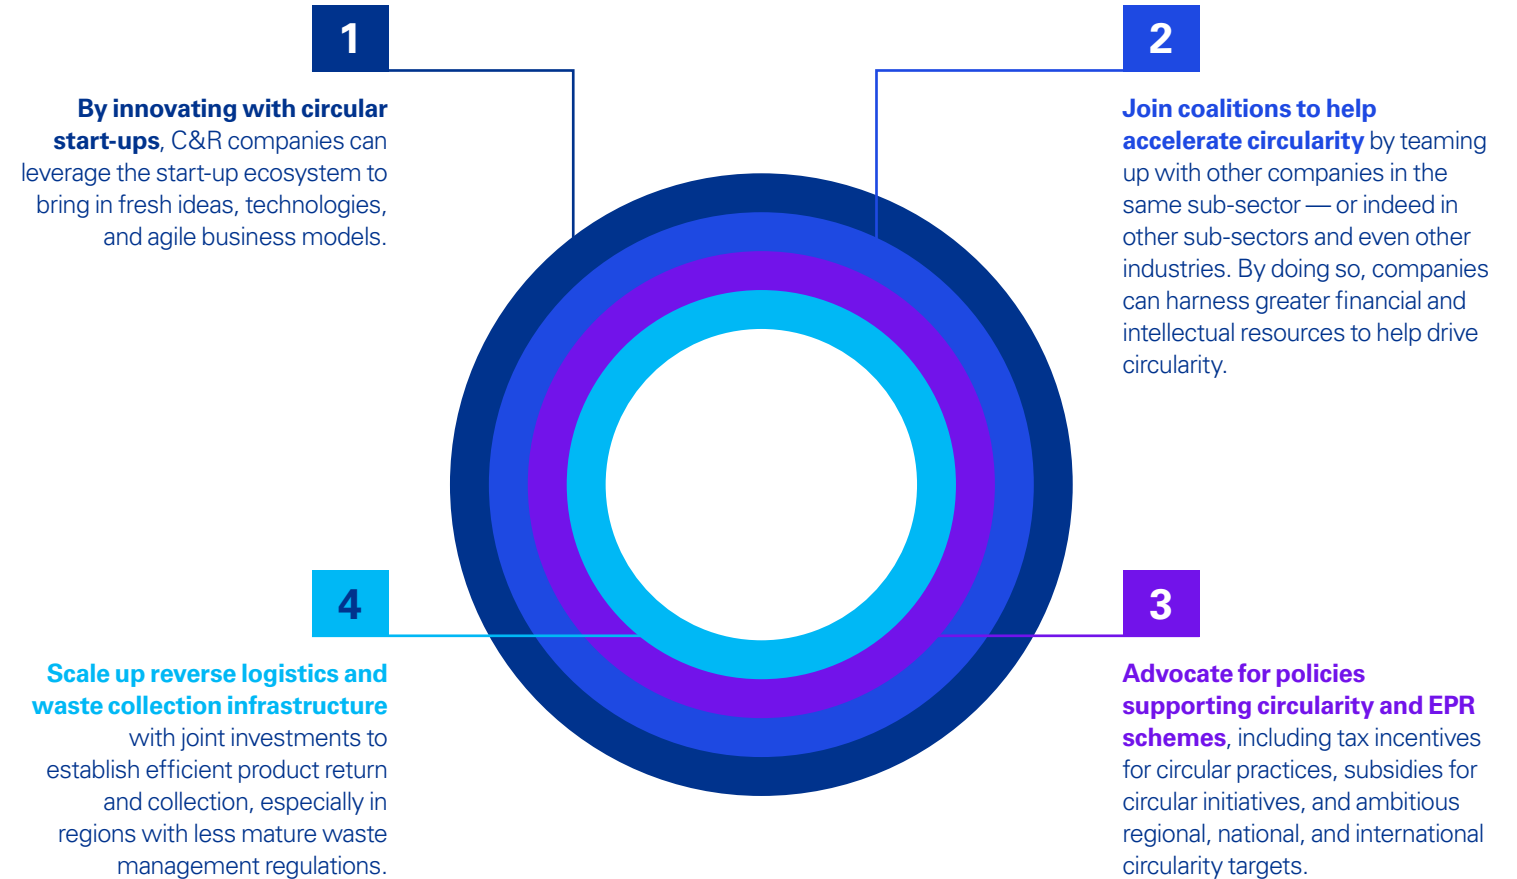 1
By innovating with circular
start-ups, C&R companies can
leverage the start-up ecosystem to
bring in fresh ideas, technologies,
and agile business models.
2
Join coalitions to help
accelerate circularity by teaming
up with other companies in the
same sub-sector — or indeed in
other sub-sectors and even other
industries. By doing so, companies
can harness greater financial and
intellectual resources to help drive
circularity.
3
Advocate for policies
supporting circularity and EPR
schemes, including tax incentives
for circular practices, subsidies for
circular initiatives, and ambitious
regional, national, and international
circularity targets.
4
Scale up reverse logistics and
waste collection infrastructure
with joint investments to
establish efficient product return
and collection, especially in
regions with less mature waste
management regulations.